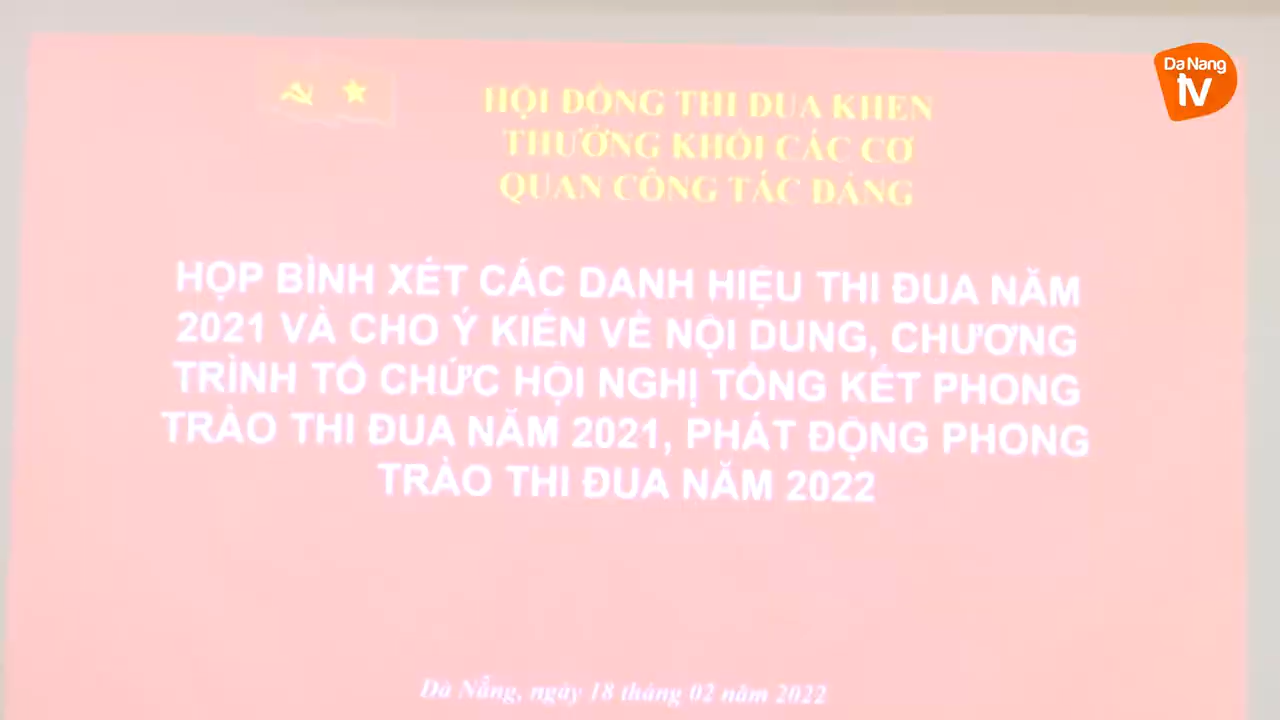 Da Nang
tv
HỘI ĐỒNG THI ĐUA KHEN
THƯỞNG KHỐI CÁC CƠ
QUAN CÔNG TÁC ĐẢNG
HỌP BÌNH XÉT CÁC DANH HIỆU THI ĐUA NĂM
2021 VÀ CHO Ý KIẾN VỀ NỘI DUNG, CHƯƠNG
TRÌNH TỔ CHỨC HỘI NGHỊ TỔNG KẾT PHONG
TRÀO THI ĐUA NĂM 2021, PHÁT ĐỘNG PHONG
TRÀO THI ĐUA NĂM 2022
Đà Nẵng, ngày 18 tháng 02 năm 2022